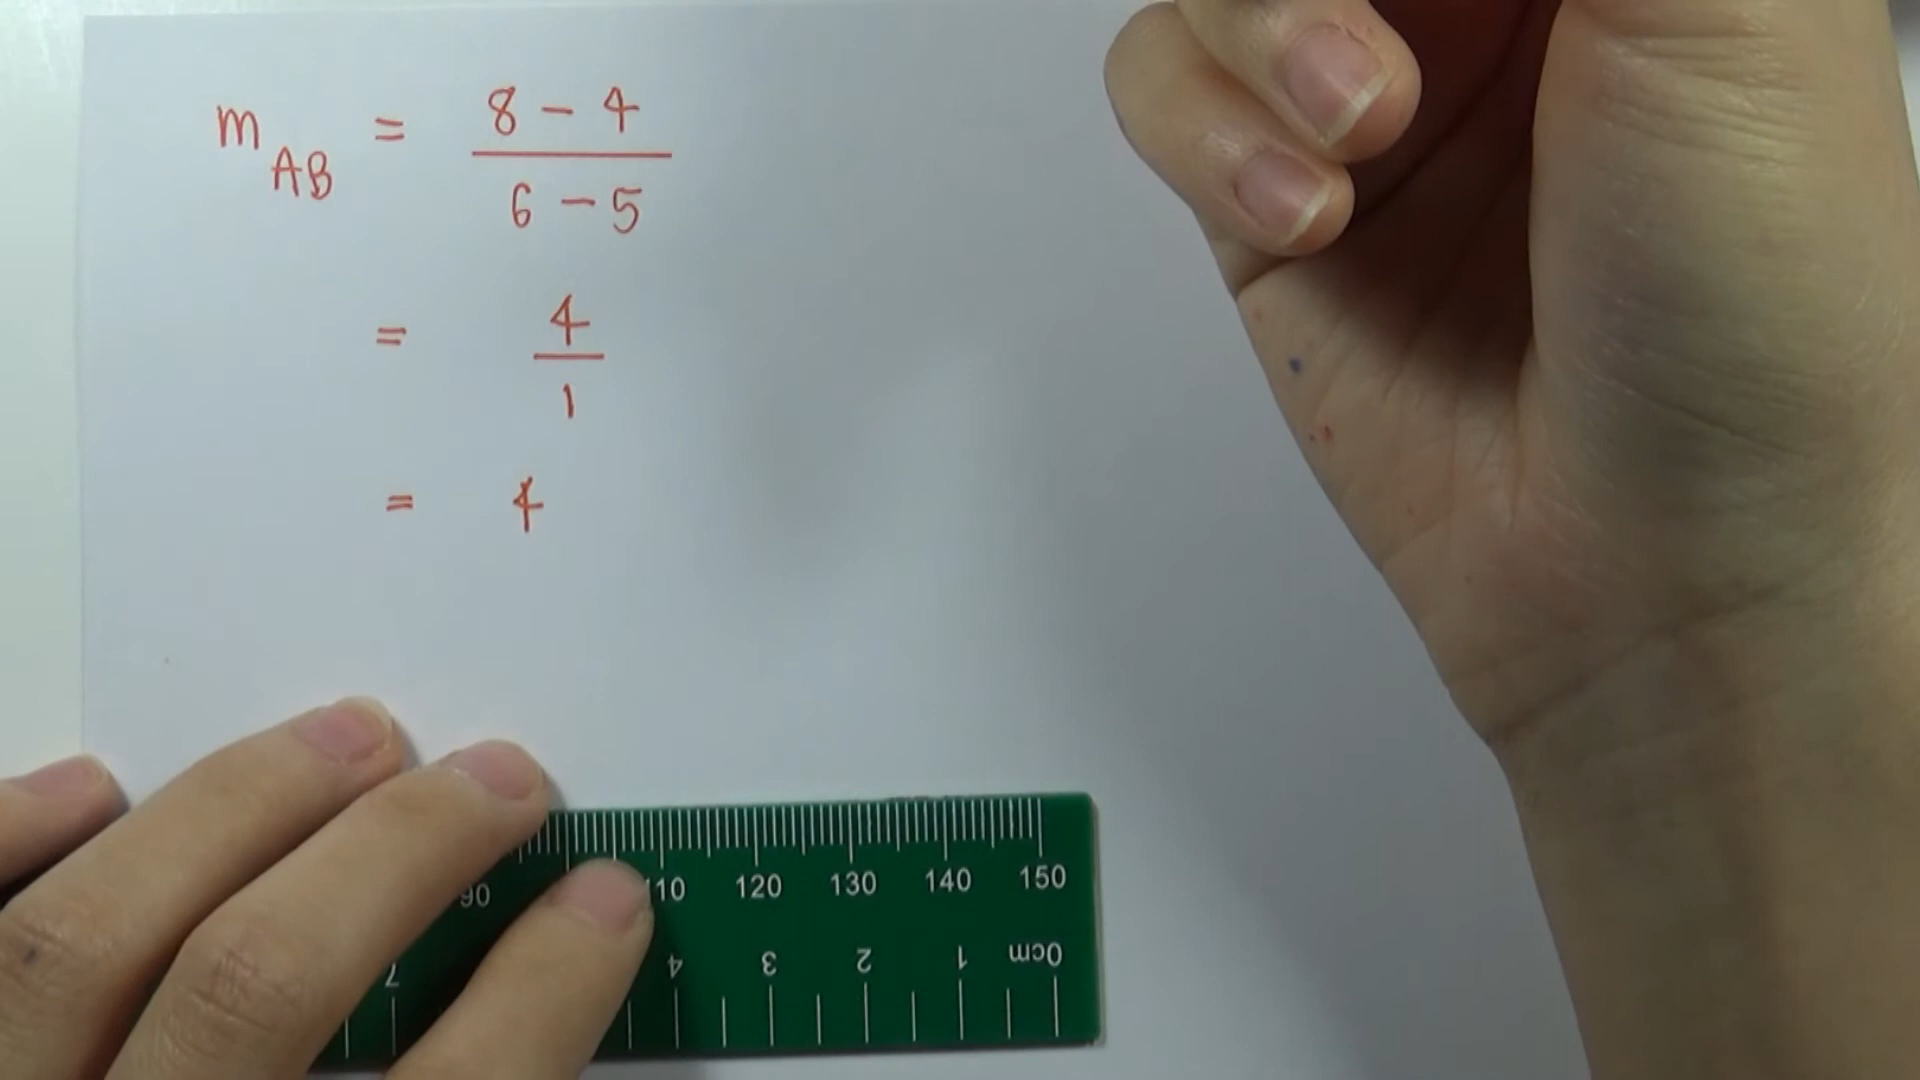 m_AB = (8 - 4)/(6 - 5)
= 4/1
= 4
90 110 120 130 140 150
7 4 3 2 1 0cm